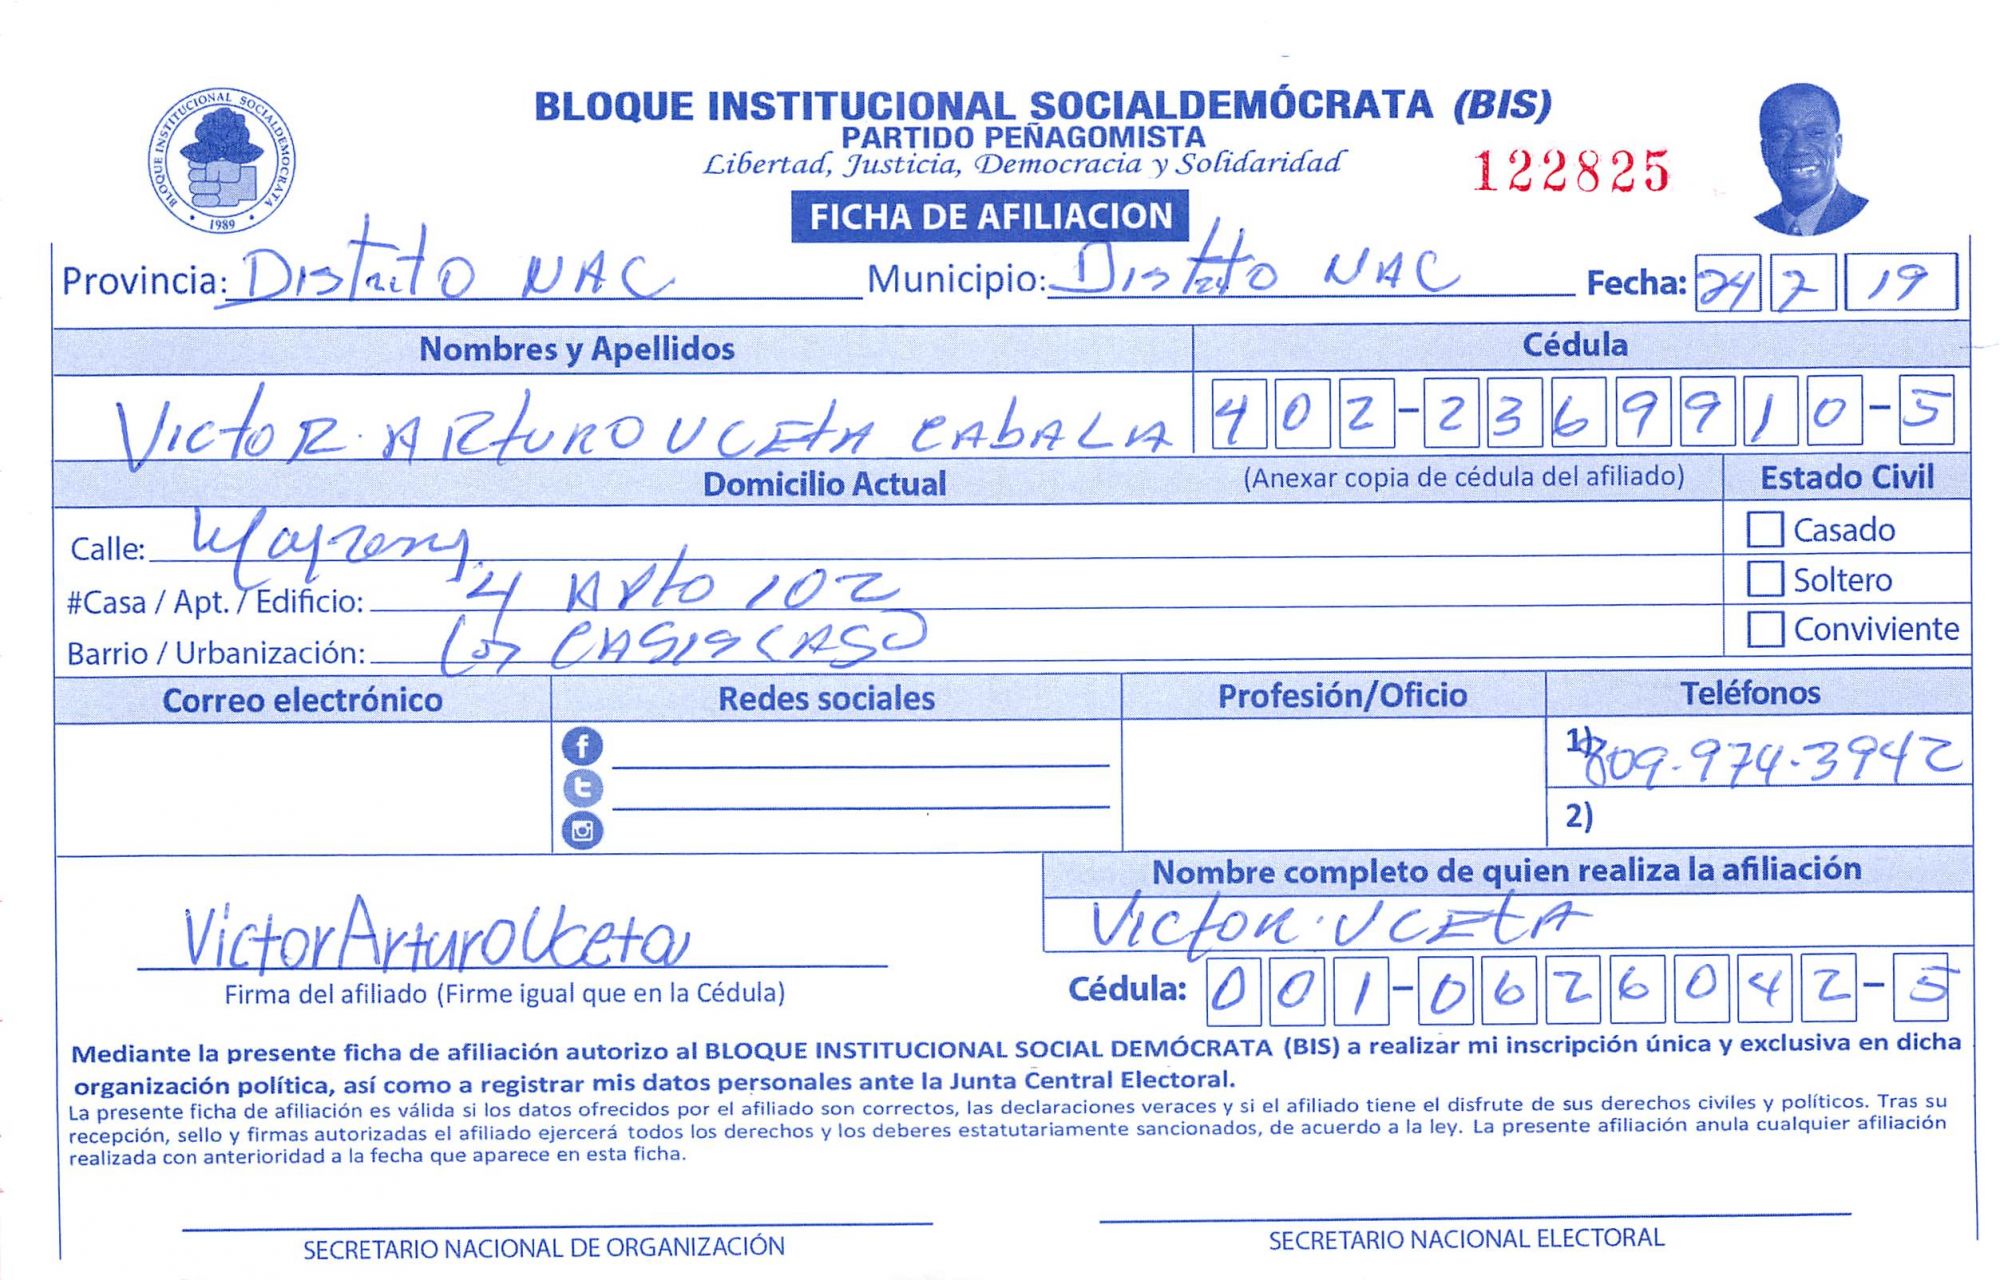 BLOQUE INSTITUCIONAL SOCIALDEMÓCRATA (BIS)
PARTIDO PEÑAGOMISTA
Libertad, Justicia, Democracia y Solidaridad
122825
BLOQUE INSTITUCIONAL SOCIALDEMOCRATA
1989
FICHA DE AFILIACION
Provincia: Distrito NAC Municipio: Distrito NAC Fecha: 24 7 19
Nombres y Apellidos Cédula
Victor Arturo Uceta Cabala 402-2369910-5
Domicilio Actual (Anexar copia de cédula del afiliado) Estado Civil
Calle: Casado
#Casa / Apt. / Edificio: 4 Apto 102 Soltero
Barrio / Urbanización: Los Conviviente
Correo electrónico Redes sociales Profesión/Oficio Teléfonos
1) 809-974-3942
2)
Nombre completo de quien realiza la afiliación
Victor Uceta
Victor Arturo Uceta
Firma del afiliado (Firme igual que en la Cédula) Cédula: 001-0626042-5
Mediante la presente ficha de afiliación autorizo al BLOQUE INSTITUCIONAL SOCIAL DEMÓCRATA (BIS) a realizar mi inscripción única y exclusiva en dicha
organización política, así como a registrar mis datos personales ante la Junta Central Electoral.
La presente ficha de afiliación es válida si los datos ofrecidos por el afiliado son correctos, las declaraciones veraces y si el afiliado tiene el disfrute de sus derechos civiles y políticos. Tras su
recepción, sello y firmas autorizadas el afiliado ejercerá todos los derechos y los deberes estatutariamente sancionados, de acuerdo a la ley. La presente afiliación anula cualquier afiliación
realizada con anterioridad a la fecha que aparece en esta ficha.
SECRETARIO NACIONAL DE ORGANIZACIÓN SECRETARIO NACIONAL ELECTORAL